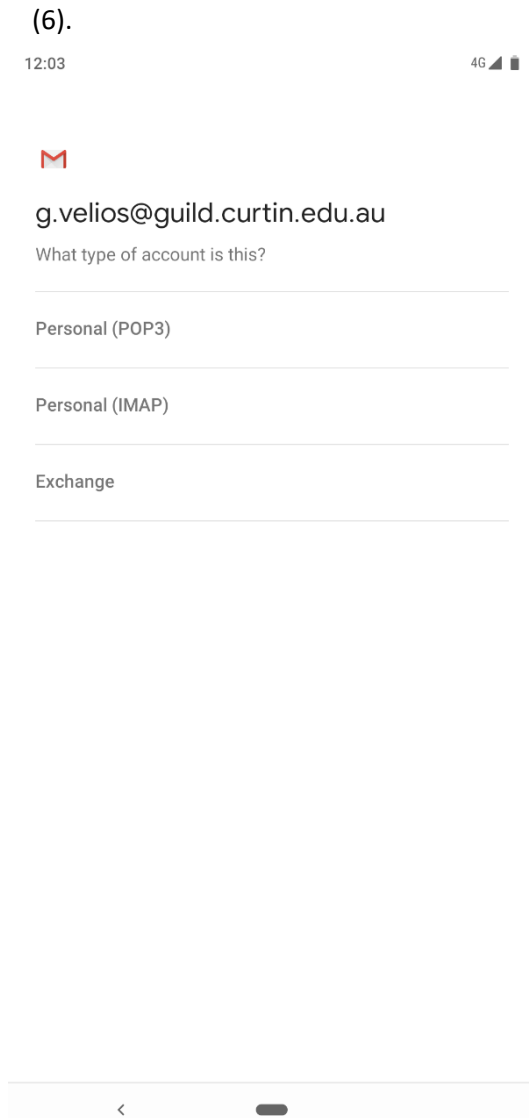 (6).
12:03
4G
g.velios@guild.curtin.edu.au
What type of account is this?
Personal (POP3)
Personal (IMAP)
Exchange